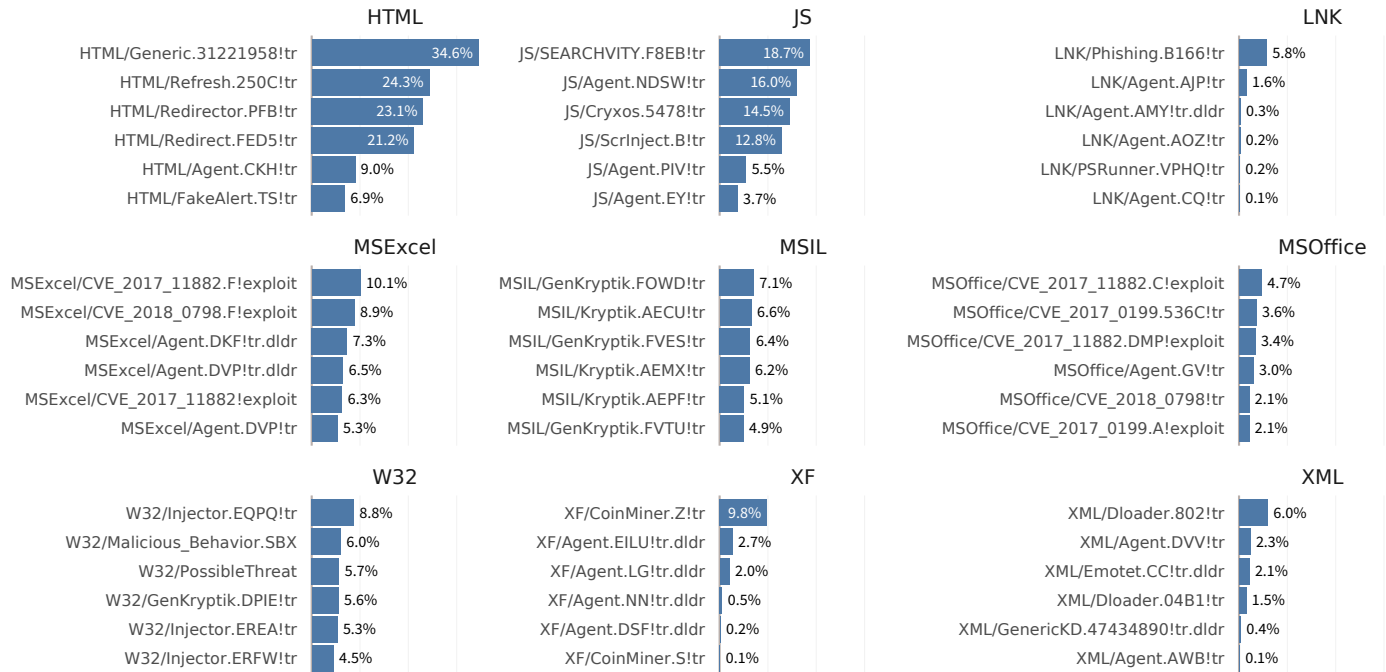 HTML
HTML/Generic.31221958!tr 34.6%
HTML/Refresh.250C!tr 24.3%
HTML/Redirector.PFB!tr 23.1%
HTML/Redirect.FED5!tr 21.2%
HTML/Agent.CKH!tr 9.0%
HTML/FakeAlert.TS!tr 6.9%
JS
JS/SEARCHVITY.F8EB!tr 18.7%
JS/Agent.NDSW!tr 16.0%
JS/Cryxos.5478!tr 14.5%
JS/ScrInject.B!tr 12.8%
JS/Agent.PIV!tr 5.5%
JS/Agent.EY!tr 3.7%
LNK
LNK/Phishing.B166!tr 5.8%
LNK/Agent.AJP!tr 1.6%
LNK/Agent.AMY!tr.dldr 0.3%
LNK/Agent.AOZ!tr 0.2%
LNK/PSRunner.VPHQ!tr 0.2%
LNK/Agent.CQ!tr 0.1%
MSExcel
MSExcel/CVE_2017_11882.F!exploit 10.1%
MSExcel/CVE_2018_0798.F!exploit 8.9%
MSExcel/Agent.DKF!tr.dldr 7.3%
MSExcel/Agent.DVP!tr.dldr 6.5%
MSExcel/CVE_2017_11882!exploit 6.3%
MSExcel/Agent.DVP!tr 5.3%
MSIL
MSIL/GenKryptik.FOWD!tr 7.1%
MSIL/Kryptik.AECU!tr 6.6%
MSIL/GenKryptik.FVES!tr 6.4%
MSIL/Kryptik.AEMX!tr 6.2%
MSIL/Kryptik.AEPF!tr 5.1%
MSIL/GenKryptik.FVTU!tr 4.9%
MSOffice
MSOffice/CVE_2017_11882.C!exploit 4.7%
MSOffice/CVE_2017_0199.536C!tr 3.6%
MSOffice/CVE_2017_11882.DMP!exploit 3.4%
MSOffice/Agent.GV!tr 3.0%
MSOffice/CVE_2018_0798!tr 2.1%
MSOffice/CVE_2017_0199.A!exploit 2.1%
W32
W32/Injector.EQPQ!tr 8.8%
W32/Malicious_Behavior.SBX 6.0%
W32/PossibleThreat 5.7%
W32/GenKryptik.DPIE!tr 5.6%
W32/Injector.EREA!tr 5.3%
W32/Injector.ERFW!tr 4.5%
XF
XF/CoinMiner.Z!tr 9.8%
XF/Agent.EILU!tr.dldr 2.7%
XF/Agent.LG!tr.dldr 2.0%
XF/Agent.NN!tr.dldr 0.5%
XF/Agent.DSF!tr.dldr 0.2%
XF/CoinMiner.S!tr 0.1%
XML
XML/Dloader.802!tr 6.0%
XML/Agent.DVV!tr 2.3%
XML/Emotet.CC!tr.dldr 2.1%
XML/Dloader.04B1!tr 1.5%
XML/GenericKD.47434890!tr.dldr 0.4%
XML/Agent.AWB!tr 0.1%